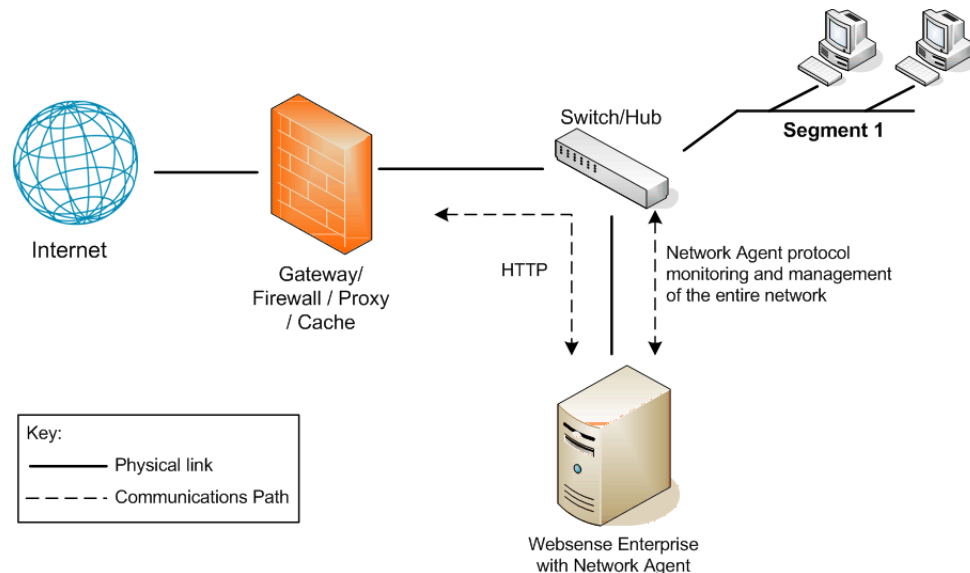 Switch/Hub
Segment 1
Internet
Gateway/
Firewall / Proxy
/ Cache
HTTP
Network Agent protocol
monitoring and management
of the entire network
Key:
Physical link
Communications Path
Websense Enterprise
with Network Agent